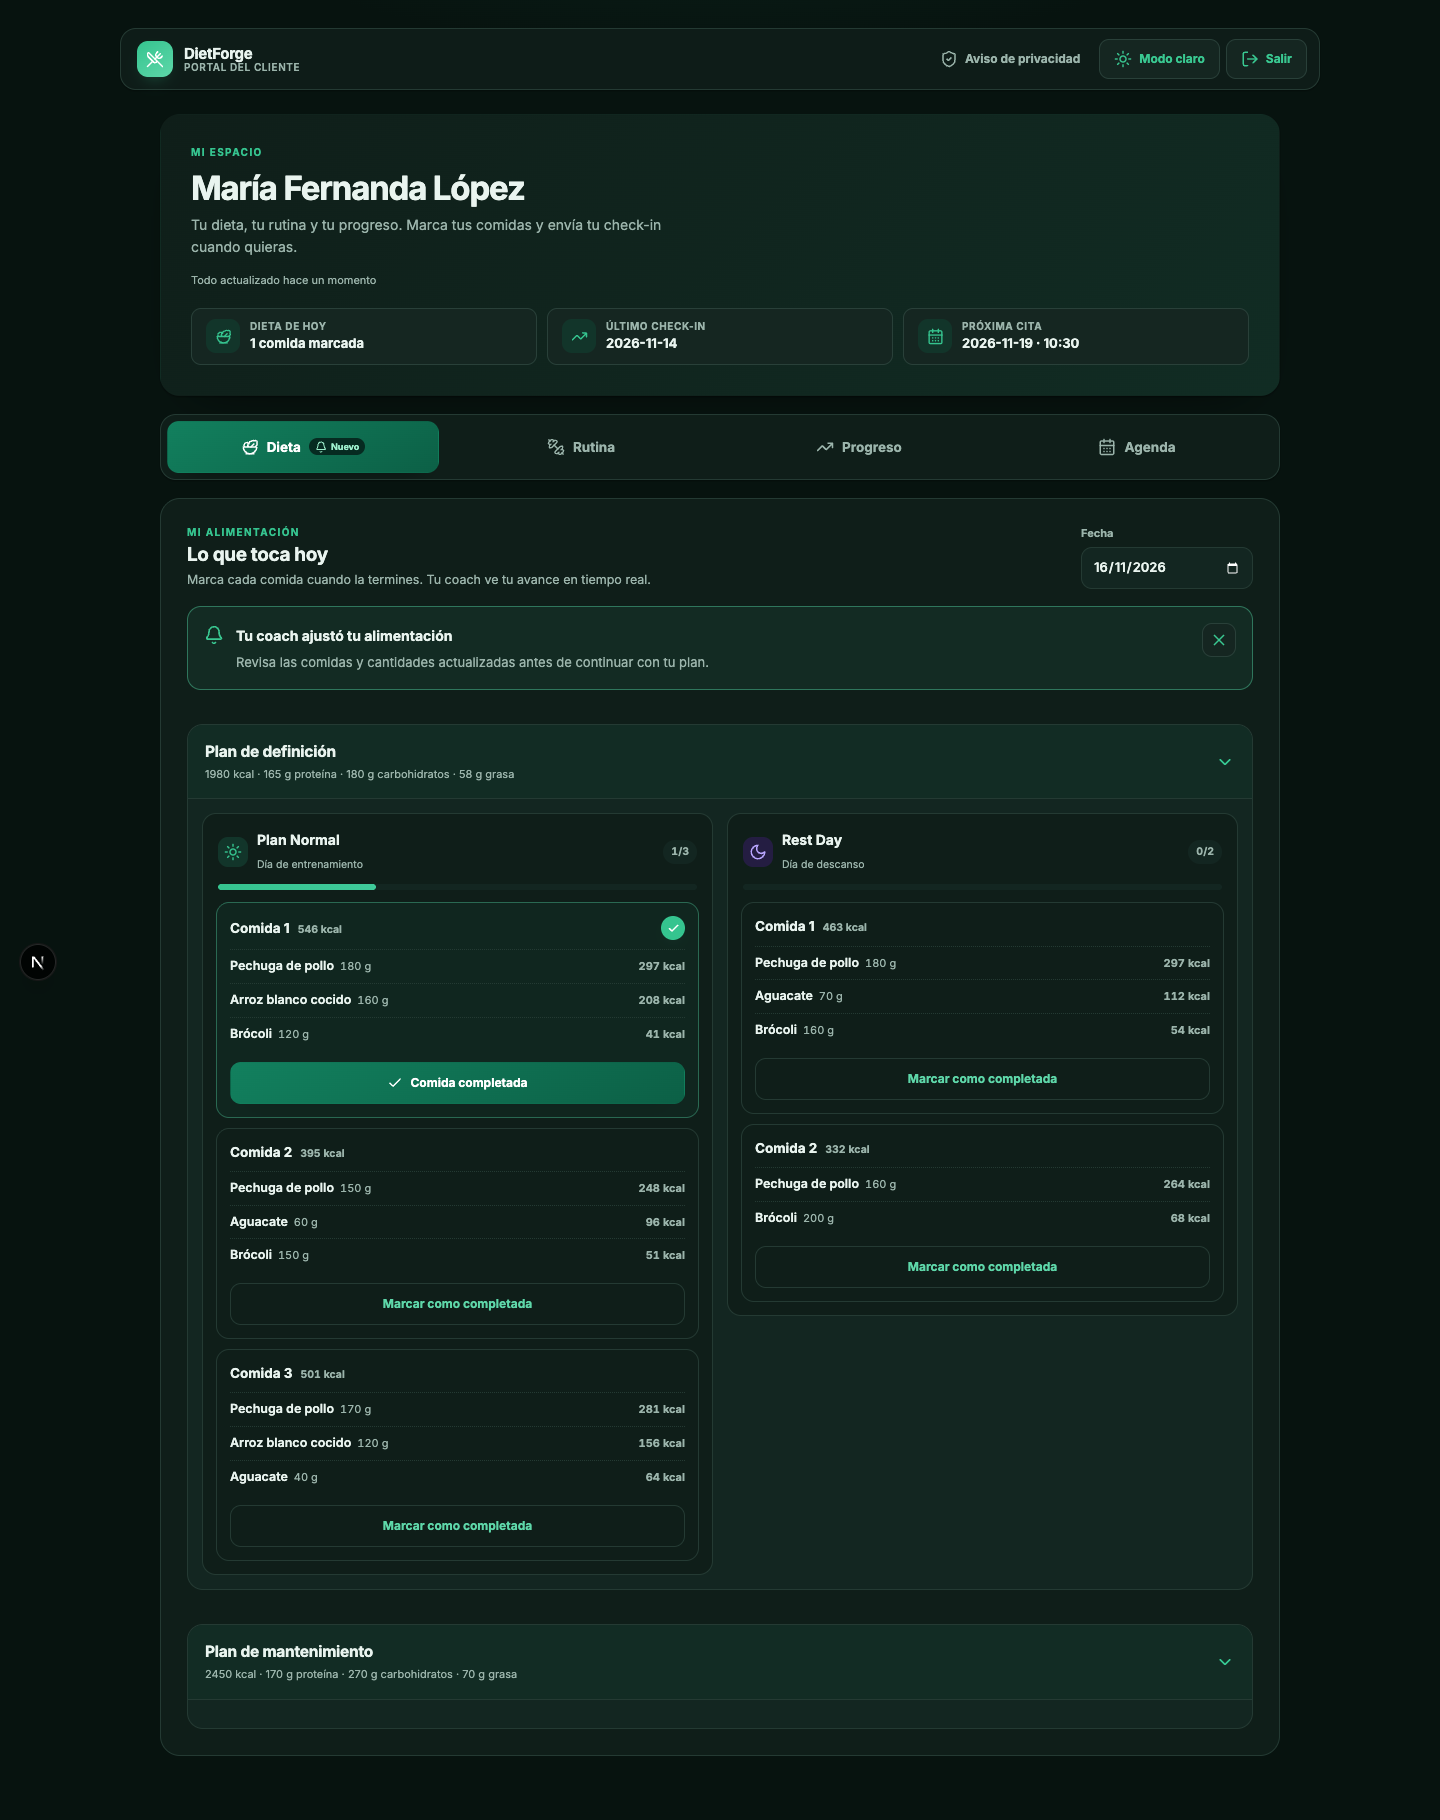 DietForge
PORTAL DEL CLIENTE
Aviso de privacidad
Modo claro
Salir
MI ESPACIO
María Fernanda López
Tu dieta, tu rutina y tu progreso. Marca tus comidas y envía tu check-in
cuando quieras.
Todo actualizado hace un momento
DIETA DE HOY
1 comida marcada
ÚLTIMO CHECK-IN
2026-11-14
PRÓXIMA CITA
2026-11-19 · 10:30
Dieta
Nuevo
Rutina
Progreso
Agenda
MI ALIMENTACIÓN
Lo que toca hoy
Marca cada comida cuando la termines. Tu coach ve tu avance en tiempo real.
Fecha
16/11/2026
Tu coach ajustó tu alimentación
Revisa las comidas y cantidades actualizadas antes de continuar con tu plan.
Plan de definición
1980 kcal · 165 g proteína · 180 g carbohidratos · 58 g grasa
Plan Normal
Día de entrenamiento
1/3
Comida 1 546 kcal
Pechuga de pollo 180 g 297 kcal
Arroz blanco cocido 160 g 208 kcal
Brócoli 120 g 41 kcal
Comida completada
Comida 2 395 kcal
Pechuga de pollo 150 g 248 kcal
Aguacate 60 g 96 kcal
Brócoli 150 g 51 kcal
Marcar como completada
Comida 3 501 kcal
Pechuga de pollo 170 g 281 kcal
Arroz blanco cocido 120 g 156 kcal
Aguacate 40 g 64 kcal
Marcar como completada
Rest Day
Día de descanso
0/2
Comida 1 463 kcal
Pechuga de pollo 180 g 297 kcal
Aguacate 70 g 112 kcal
Brócoli 160 g 54 kcal
Marcar como completada
Comida 2 332 kcal
Pechuga de pollo 160 g 264 kcal
Brócoli 200 g 68 kcal
Marcar como completada
Plan de mantenimiento
2450 kcal · 170 g proteína · 270 g carbohidratos · 70 g grasa
N